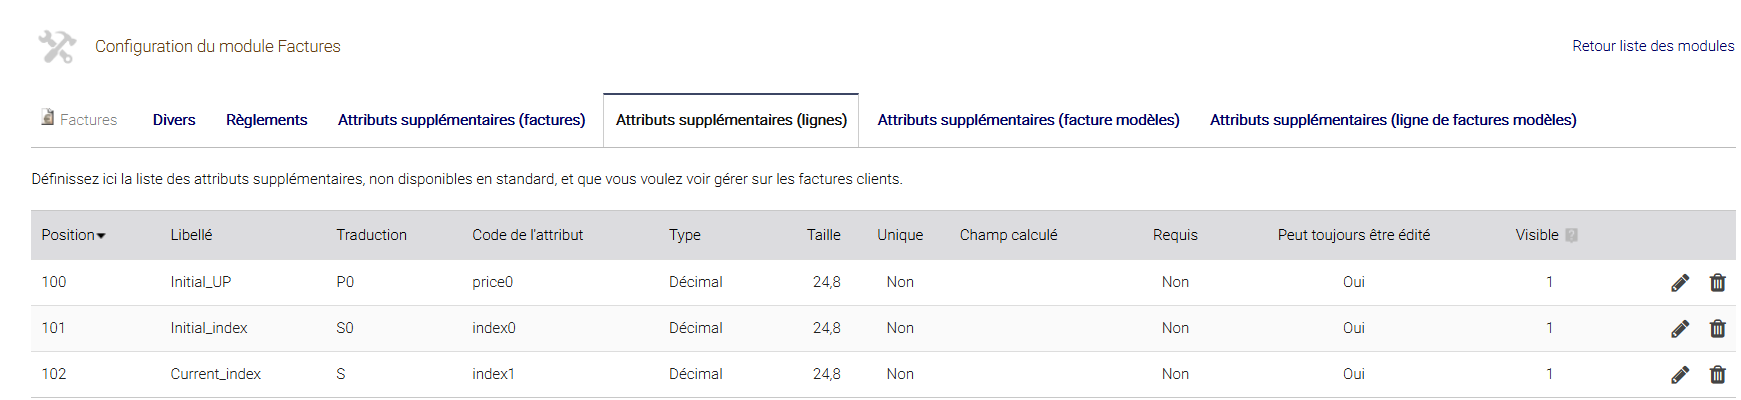 Configuration du module Factures
Retour liste des modules
Factures Divers Règlements Attributs supplémentaires (factures) Attributs supplémentaires (lignes) Attributs supplémentaires (facture modèles) Attributs supplémentaires (ligne de factures modèles)
Définissez ici la liste des attributs supplémentaires, non disponibles en standard, et que vous voulez voir gérer sur les factures clients.
Position Libellé Traduction Code de l'attribut Type Taille Unique Champ calculé Requis Peut toujours être édité Visible ?
100 Initial_UP P0 price0 Décimal 24,8 Non Non Oui 1
101 Initial_index S0 index0 Décimal 24,8 Non Non Oui 1
102 Current_index S index1 Décimal 24,8 Non Non Oui 1